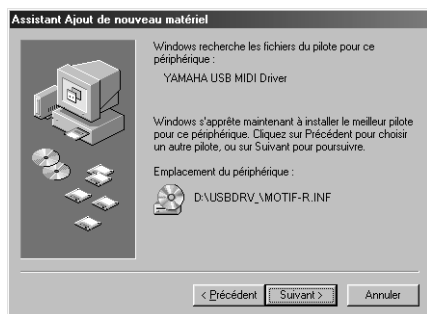 Assistant Ajout de nouveau matériel
Windows recherche les fichiers du pilote pour ce
périphérique :
YAMAHA USB MIDI Driver
Windows s'apprête maintenant à installer le meilleur pilote
pour ce périphérique. Cliquez sur Précédent pour choisir
un autre pilote, ou sur Suivant pour poursuivre.
Emplacement du périphérique :
D:\USBDRV_\MOTIF-R.INF
< Précédent Suivant > Annuler